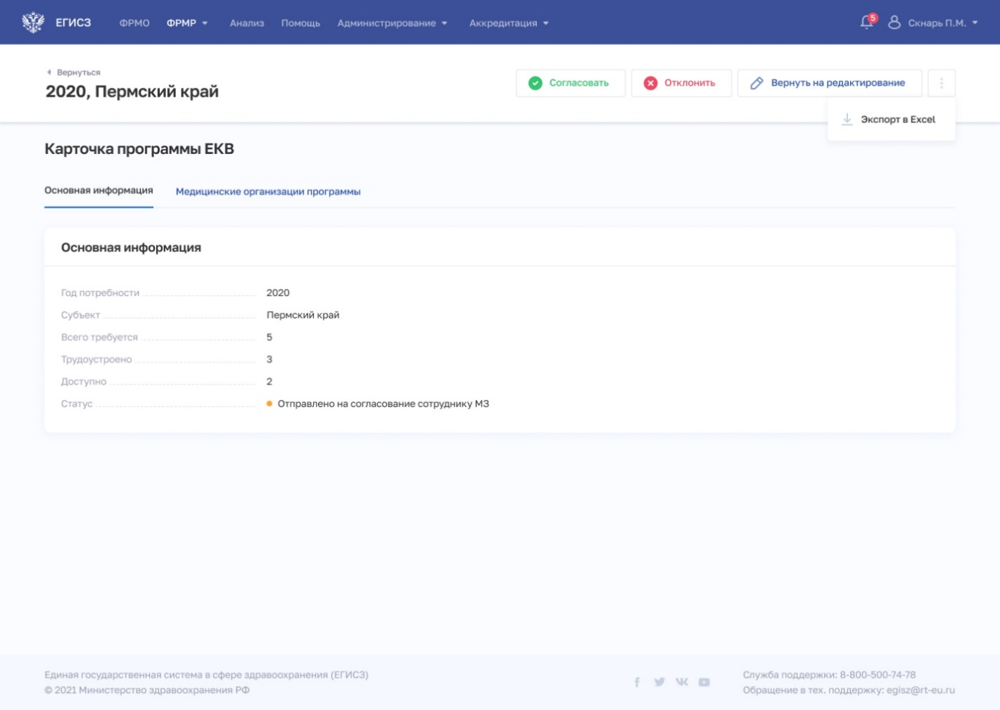 ЕГИСЗ ФРМО ФРМР Анализ Помощь Администрирование Аккредитация 5 Скнарь П.М.
Вернуться
2020, Пермский край
Согласовать Отклонить Вернуть на редактирование
Экспорт в Excel
Карточка программы ЕКВ
Основная информация Медицинские организации программы
Основная информация
Год потребности 2020
Субъект Пермский край
Всего требуется 5
Трудоустроено 3
Доступно 2
Статус Отправлено на согласование сотруднику МЗ
Единая государственная система в сфере здравоохранения (ЕГИСЗ)
© 2021 Министерство здравоохранения РФ
Служба поддержки: 8-800-500-74-78
Обращение в тех. поддержку: egisz@rt-eu.ru